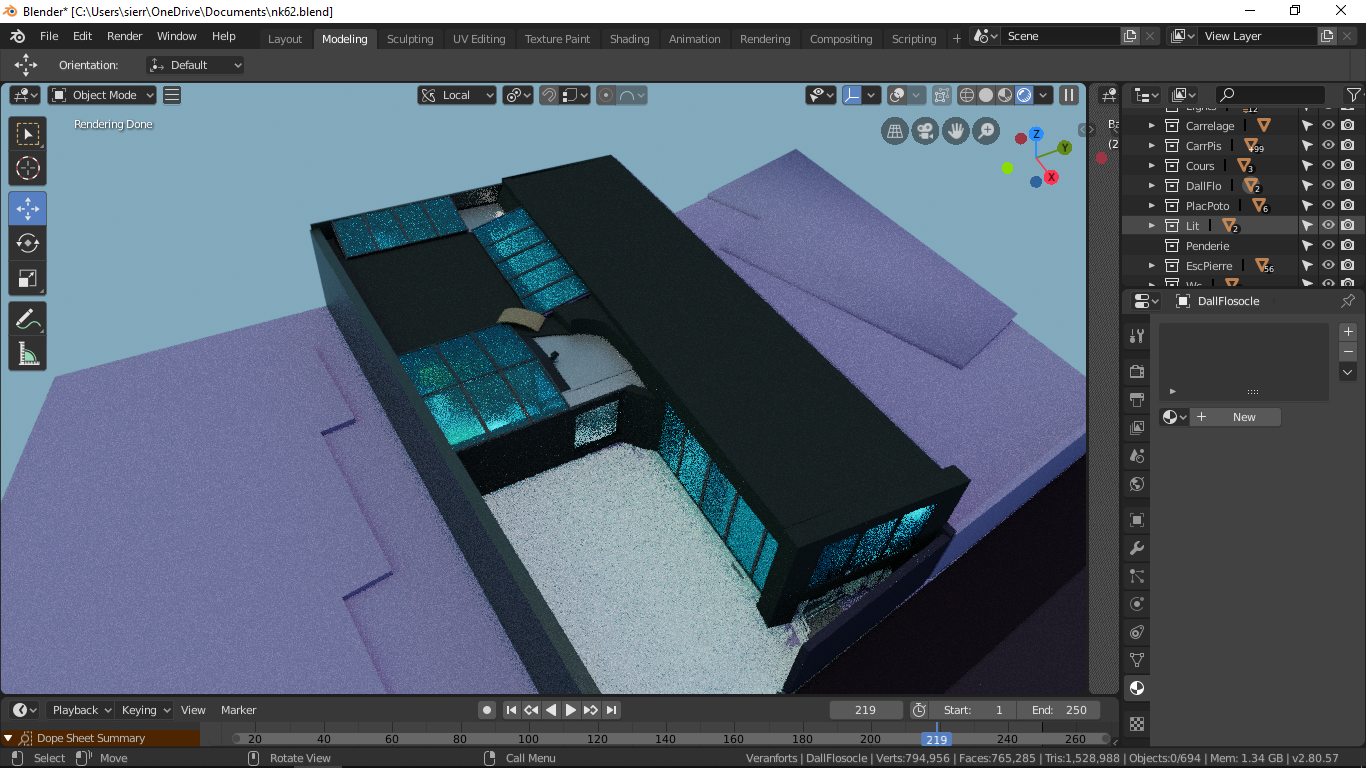 Blender* [C:\Users\sierr\OneDrive\Documents\nk62.blend]
File Edit Render Window Help Layout Modeling Sculpting UV Editing Texture Paint Shading Animation Rendering Compositing Scripting + Scene View Layer
Orientation: Default
Object Mode Local
Rendering Done
Z
Y
X
Ba
(2
12
Carrelage
CarrPis +99
Cours 3
DallFlo 2
PlacPoto 6
Lit 2
Penderie
EscPierre 56
Wc
DallFlosocle
New
Playback Keying View Marker 219 Start: 1 End: 250
Dope Sheet Summary 20 40 60 80 100 120 140 160 180 200 219 240 260
Select Move Rotate View Call Menu Veranforts | DallFlosocle | Verts:794,956 | Faces:765,285 | Tris:1,528,988 | Objects:0/694 | Mem: 1.34 GB | v2.80.57